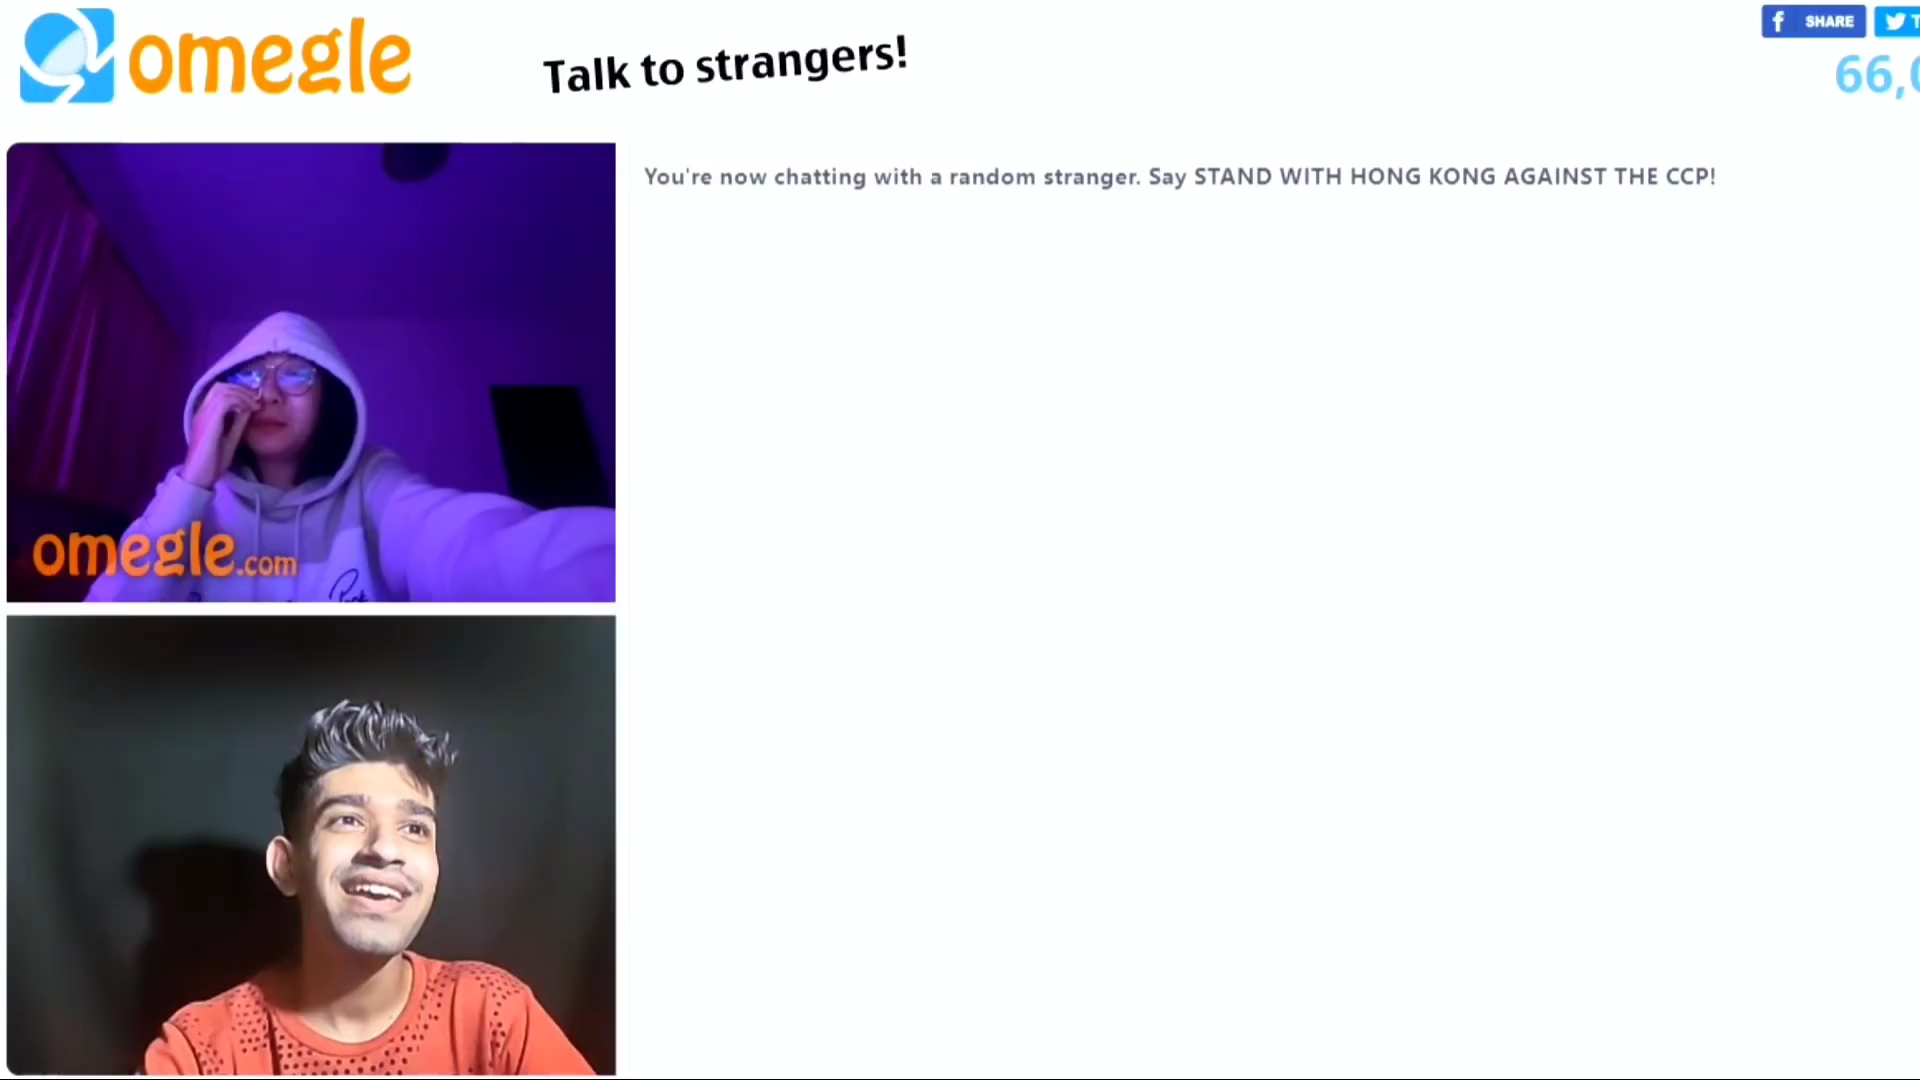 omegle
Talk to strangers!
SHARE
66,
You're now chatting with a random stranger. Say STAND WITH HONG KONG AGAINST THE CCP!
omegle.com